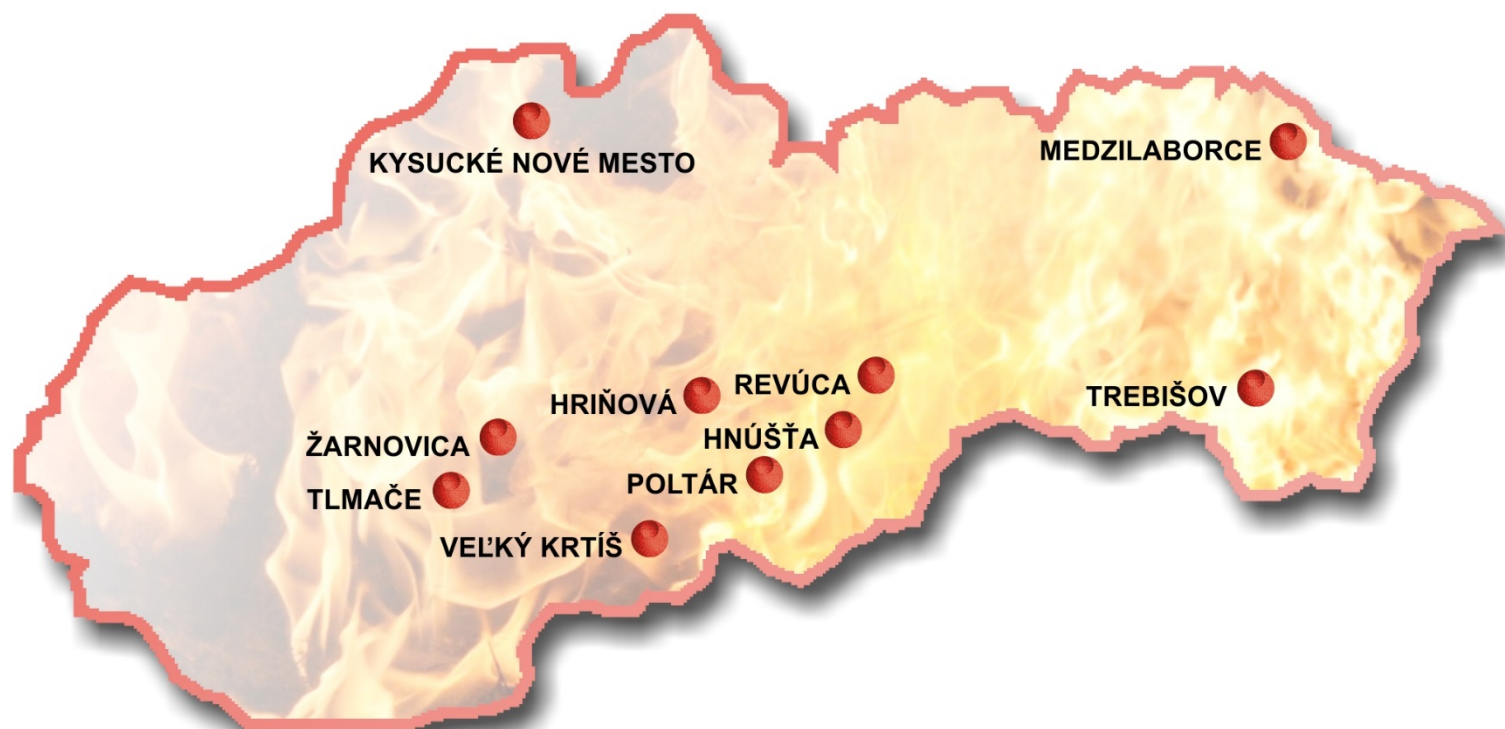 KYSUCKÉ NOVÉ MESTO
MEDZILABORCE
REVÚCA
HRIŇOVÁ
TREBIŠOV
HNÚŠŤA
ŽARNOVICA
POLTÁR
TLMAČE
VEĽKÝ KRTÍŠ